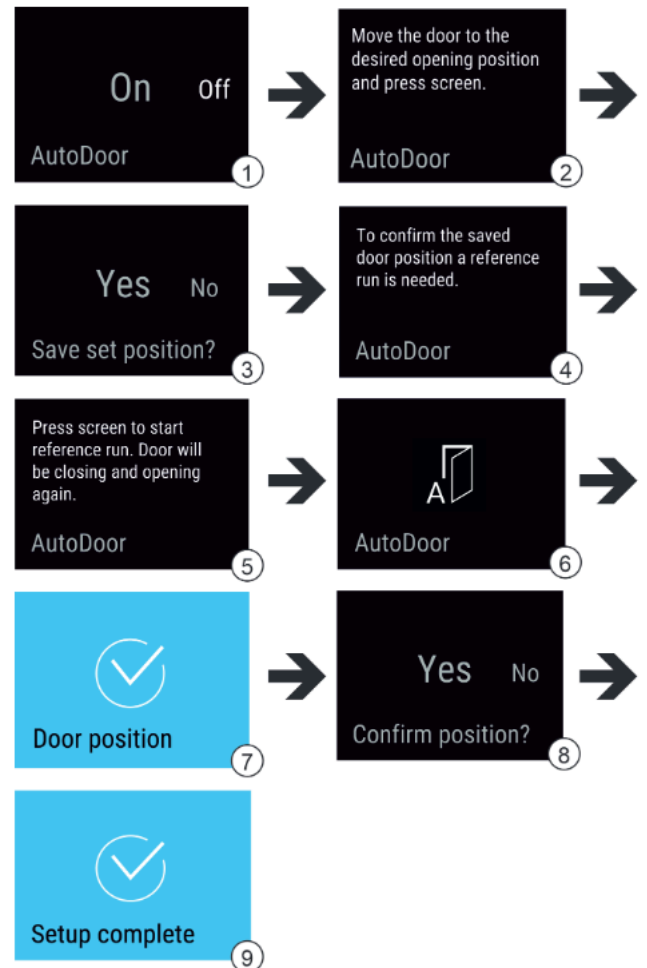 On Off
AutoDoor
1
Move the door to the
desired opening position
and press screen.
AutoDoor
2
Yes No
Save set position?
3
To confirm the saved
door position a reference
run is needed.
AutoDoor
4
Press screen to start
reference run. Door will
be closing and opening
again.
AutoDoor
5
A
AutoDoor
6
Door position
7
Yes No
Confirm position?
8
Setup complete
9